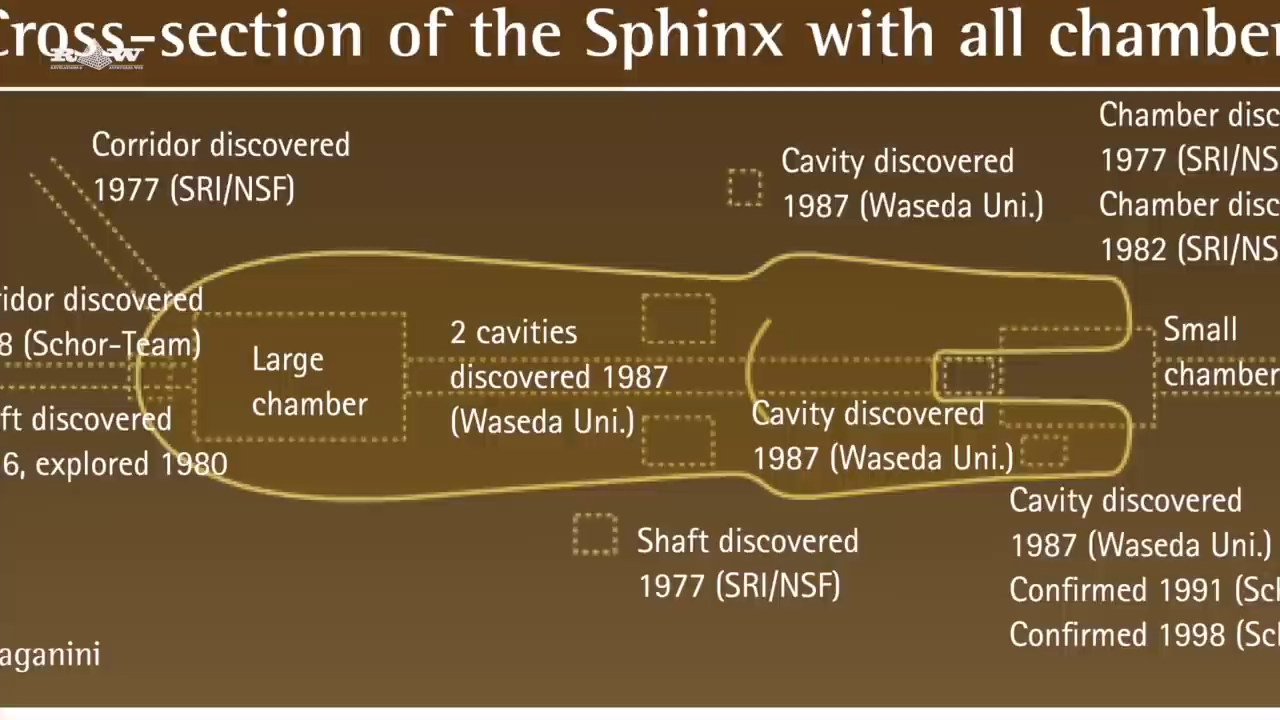 Cross-section of the Sphinx with all chamber
RAW
Corridor discovered
1977 (SRI/NSF)
Cavity discovered
1987 (Waseda Uni.)
Chamber disc
1977 (SRI/NS
Chamber disc
1982 (SRI/NS
ridor discovered
8 (Schor-Team)
Large
chamber
2 cavities
discovered 1987
(Waseda Uni.)
Small
chamber
ft discovered
6, explored 1980
Cavity discovered
1987 (Waseda Uni.)
Shaft discovered
1977 (SRI/NSF)
Cavity discovered
1987 (Waseda Uni.)
Confirmed 1991 (Sch
Confirmed 1998 (Sch
aganini